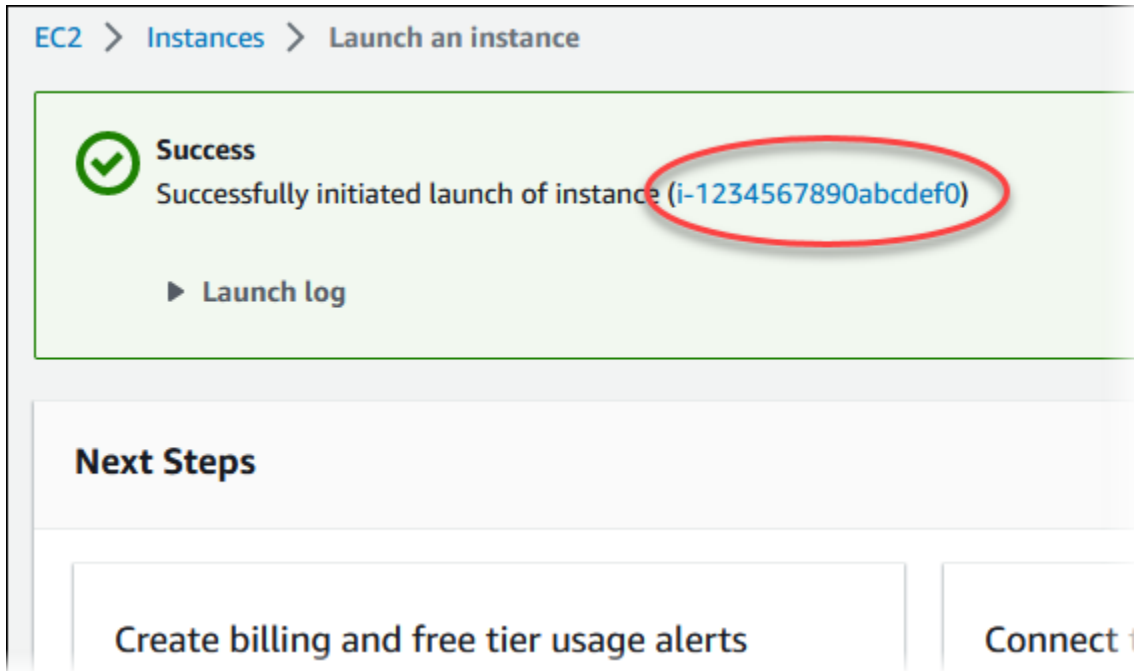 EC2 > Instances > Launch an instance
Success
Successfully initiated launch of instance (i-1234567890abcdef0)
Launch log
Next Steps
Create billing and free tier usage alerts
Connect